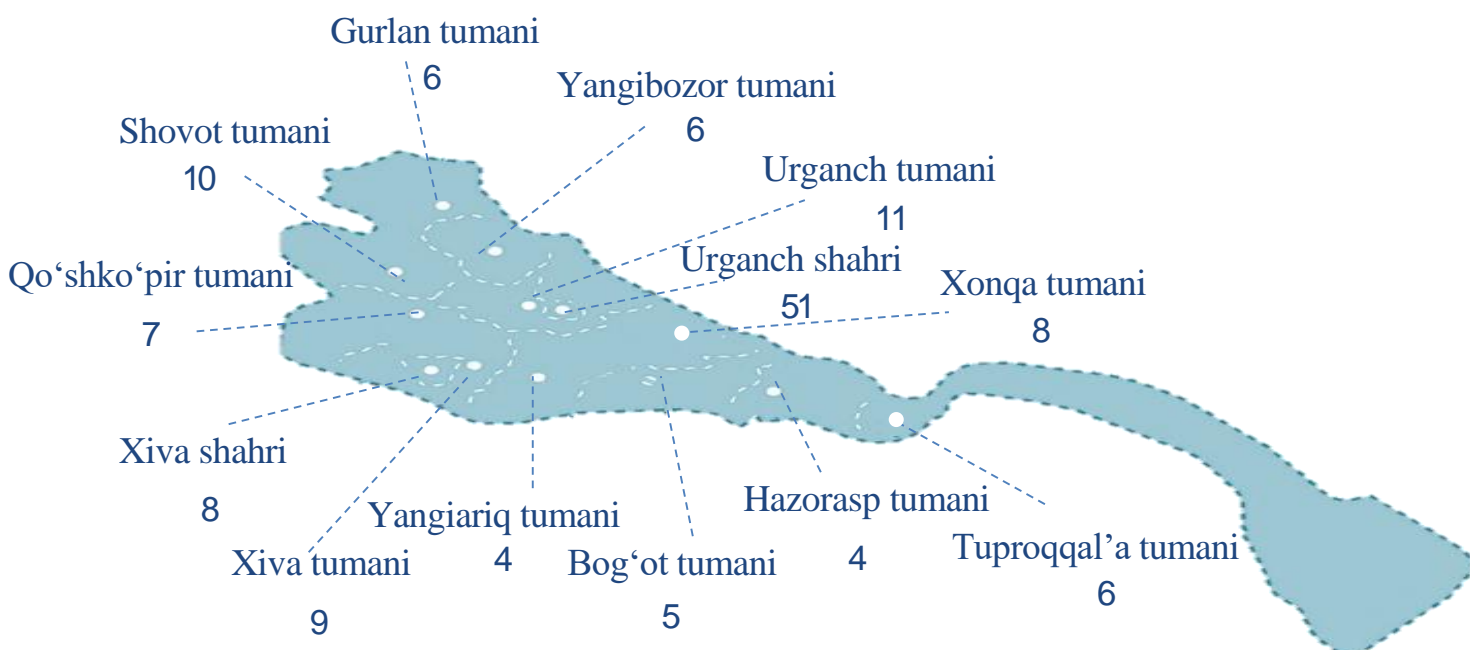 Gurlan tumani
6
Yangibozor tumani
6
Shovot tumani
10
Urganch tumani
11
Urganch shahri
51
Qo‘shko‘pir tumani
7
Xonqa tumani
8
Xiva shahri
8
Yangiariq tumani
4
Hazorasp tumani
4
Xiva tumani
9
Bog‘ot tumani
5
Tuproqqal’a tumani
6